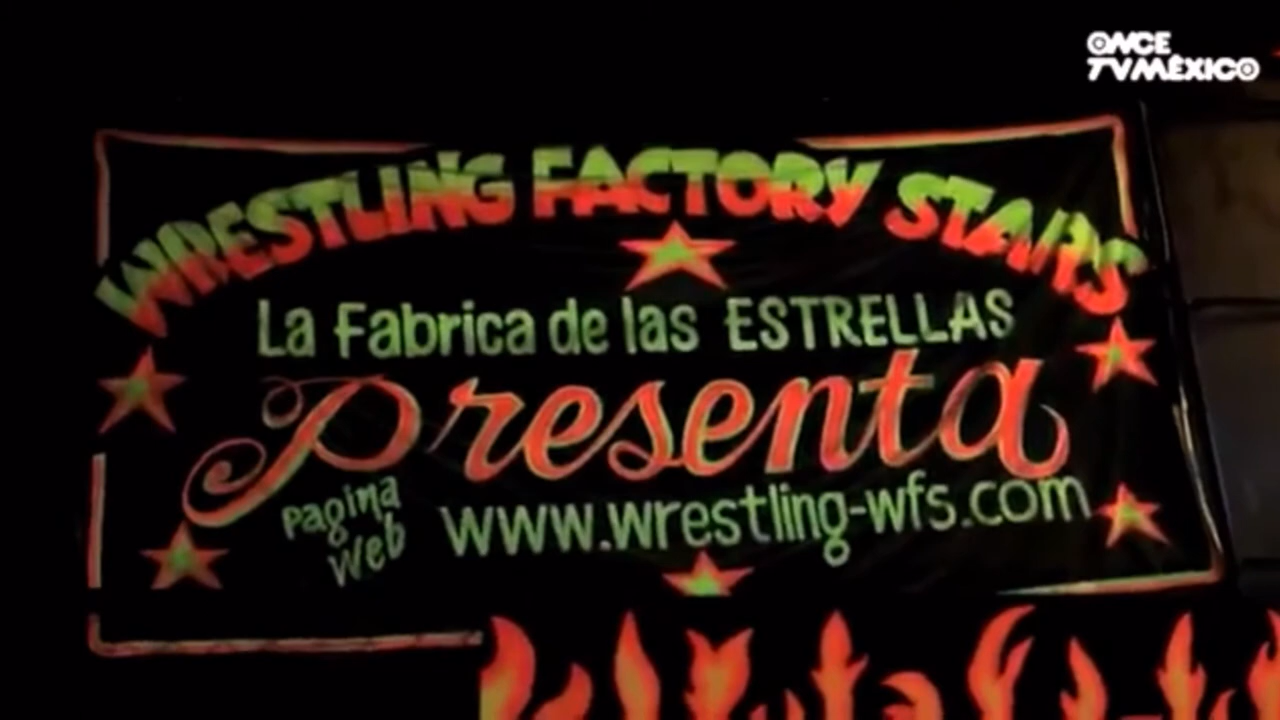 ONCE
TV MÉXICO
WRESTLING FACTORY STARS
La Fabrica de las ESTRELLAS
Presenta
Pagina
Web
www.wrestling-wfs.com